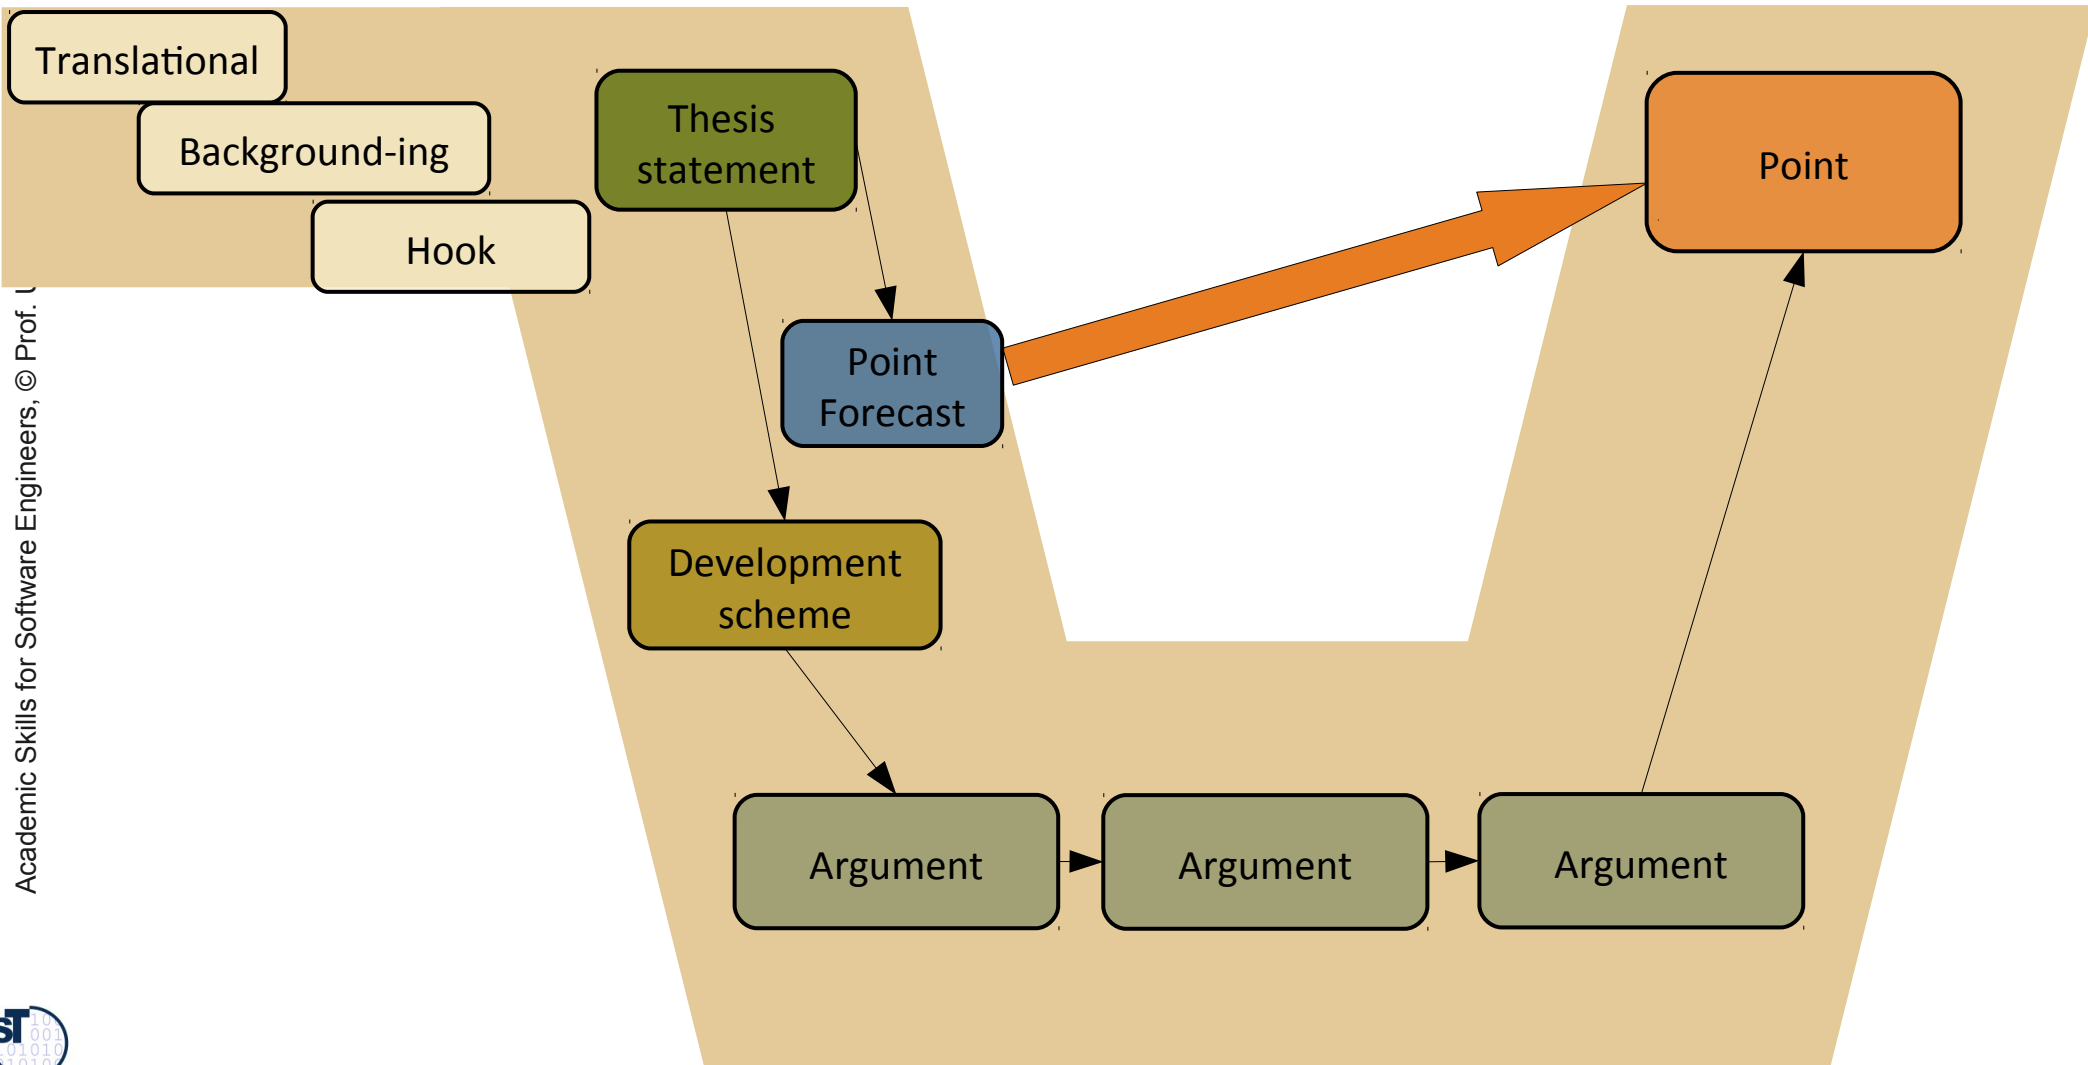 Translational
Background-ing
Hook
Thesis
statement
Point
Forecast
Development
scheme
Argument
Argument
Argument
Point
Academic Skills for Software Engineers, © Prof.
sT